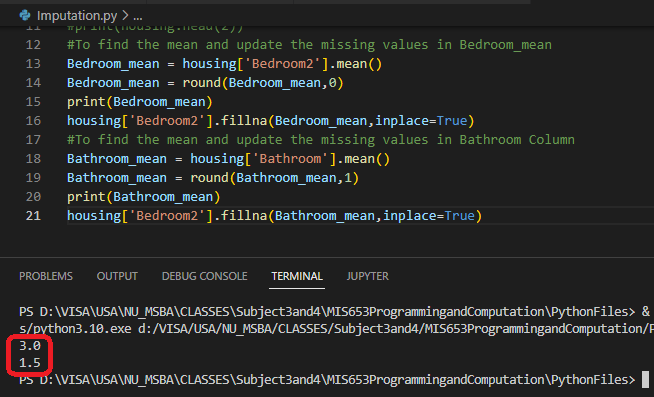 Imputation.py > ...
11 #print(housing.head(2))
12 #To find the mean and update the missing values in Bedroom_mean
13 Bedroom_mean = housing['Bedroom2'].mean()
14 Bedroom_mean = round(Bedroom_mean,0)
15 print(Bedroom_mean)
16 housing['Bedroom2'].fillna(Bedroom_mean,inplace=True)
17 #To find the mean and update the missing values in Bathroom Column
18 Bathroom_mean = housing['Bathroom'].mean()
19 Bathroom_mean = round(Bathroom_mean,1)
20 print(Bathroom_mean)
21 housing['Bedroom2'].fillna(Bathroom_mean,inplace=True)
PROBLEMS OUTPUT DEBUG CONSOLE TERMINAL JUPYTER
PS D:\VISA\USA\NU_MSBA\CLASSES\Subject3and4\MIS653ProgrammingandComputation\PythonFiles> &
s/python3.10.exe d:/VISA/USA/NU_MSBA/CLASSES/Subject3and4/MIS653ProgrammingandComputation/P
3.0
1.5
PS D:\VISA\USA\NU_MSBA\CLASSES\Subject3and4\MIS653ProgrammingandComputation\PythonFiles>